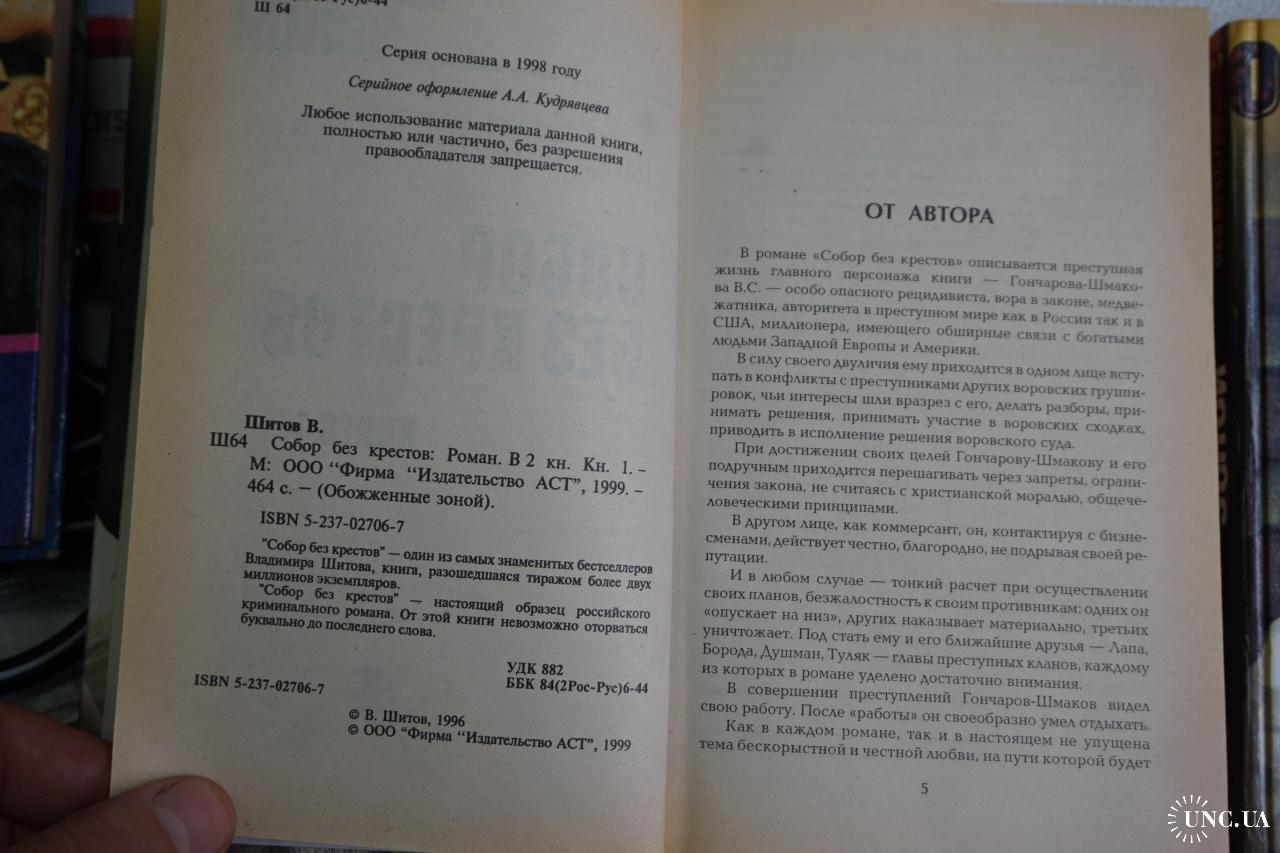 Ш 64
Серия основана в 1998 году
Серийное оформление А.А. Кудрявцева
Любое использование материала данной книги,
полностью или частично, без разрешения
правообладателя запрещается.
Шитов В.
Ш64 Собор без крестов: Роман. В 2 кн. Кн. 1. –
М: ООО "Фирма “Издательство АСТ", 1999. –
464 с. – (Обожженные зоной).
ISBN 5-237-02706-7
"Собор без крестов" — один из самых знаменитых бестселлеров
Владимира Шитова, книга, разошедшаяся тиражом более двух
миллионов экземпляров.
"Собор без крестов" — настоящий образец российского
криминального романа. От этой книги невозможно оторваться
буквально до последнего слова.
УДК 882
ISBN 5-237-02706-7 ББК 84(2Рос-Рус)6-44
© В. Шитов, 1996
© ООО "Фирма “Издательство АСТ", 1999
ОТ АВТОРА
В романе «Собор без крестов» описывается преступная
жизнь главного персонажа книги — Гончарова-Шмако-
ва В.С. — особо опасного рецидивиста, вора в законе, медве-
жатника, авторитета в преступном мире как в России так и в
США, миллионера, имеющего обширные связи с богатыми
людьми Западной Европы и Америки.
В силу своего двуличия ему приходится в одном лице всту-
пать в конфликты с преступниками других воровских группи-
ровок, чьи интересы шли вразрез с его, делать разборы, при-
нимать решения, принимать участие в воровских сходках,
приводить в исполнение решения воровского суда.
При достижении своих целей Гончарову-Шмакову и его
подручным приходится перешагивать через запреты, ограни-
чения закона, не считаясь с христианской моралью, общече-
ловеческими принципами.
В другом лице, как коммерсант, он, контактируя с бизне-
сменами, действует честно, благородно, не подрывая своей ре-
путации.
И в любом случае — тонкий расчет при осуществлении
своих планов, безжалостность к своим противникам: одних он
«опускает на низ», других наказывает материально, третьих
уничтожает. Под стать ему и его ближайшие друзья — Лапа,
Борода, Душман, Туляк — главы преступных кланов, каждому
из которых в романе уделено достаточно внимания.
В совершении преступлений Гончаров-Шмаков видел
свою работу. После «работы» он своеобразно умел отдыхать.
Как в каждом романе, так и в настоящем не упущена
тема бескорыстной и честной любви, на пути которой будет
5
UNC.UA